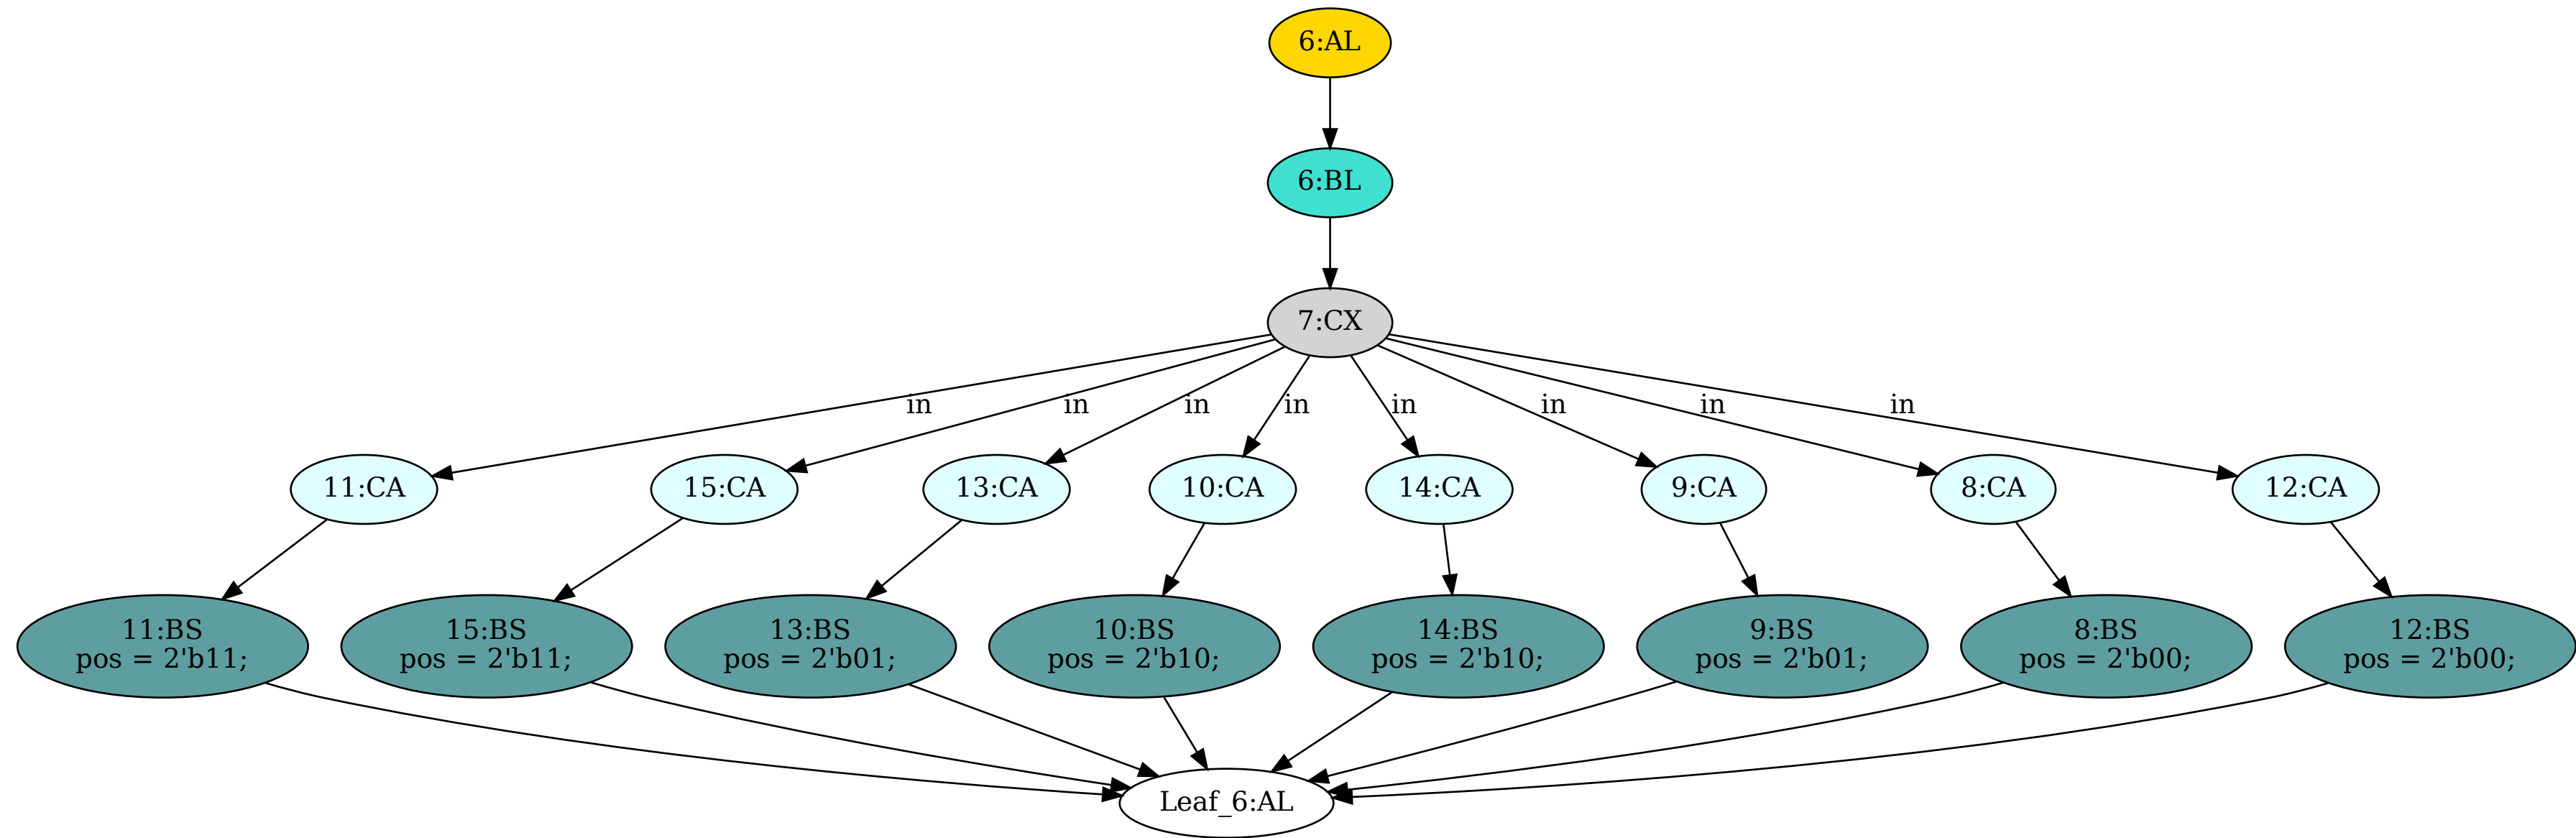 6:AL
6:BL
7:CX
in
in
in
in
in
in
in
in
11:CA
15:CA
13:CA
10:CA
14:CA
9:CA
8:CA
12:CA
11:BS
pos = 2'b11;
15:BS
pos = 2'b11;
13:BS
pos = 2'b01;
10:BS
pos = 2'b10;
14:BS
pos = 2'b10;
9:BS
pos = 2'b01;
8:BS
pos = 2'b00;
12:BS
pos = 2'b00;
Leaf_6:AL